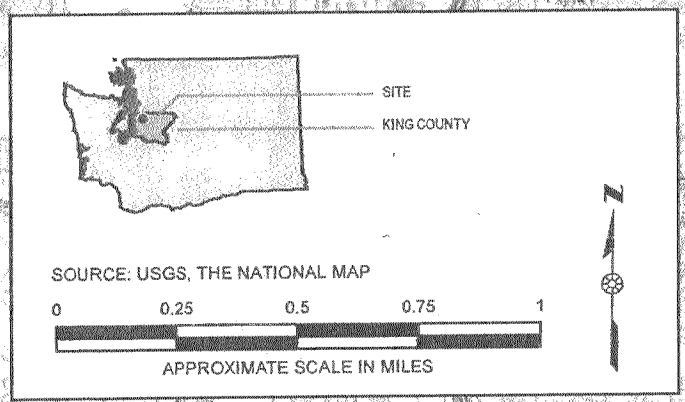 SITE
KING COUNTY
N
SOURCE: USGS, THE NATIONAL MAP
0 0.25 0.5 0.75 1
APPROXIMATE SCALE IN MILES